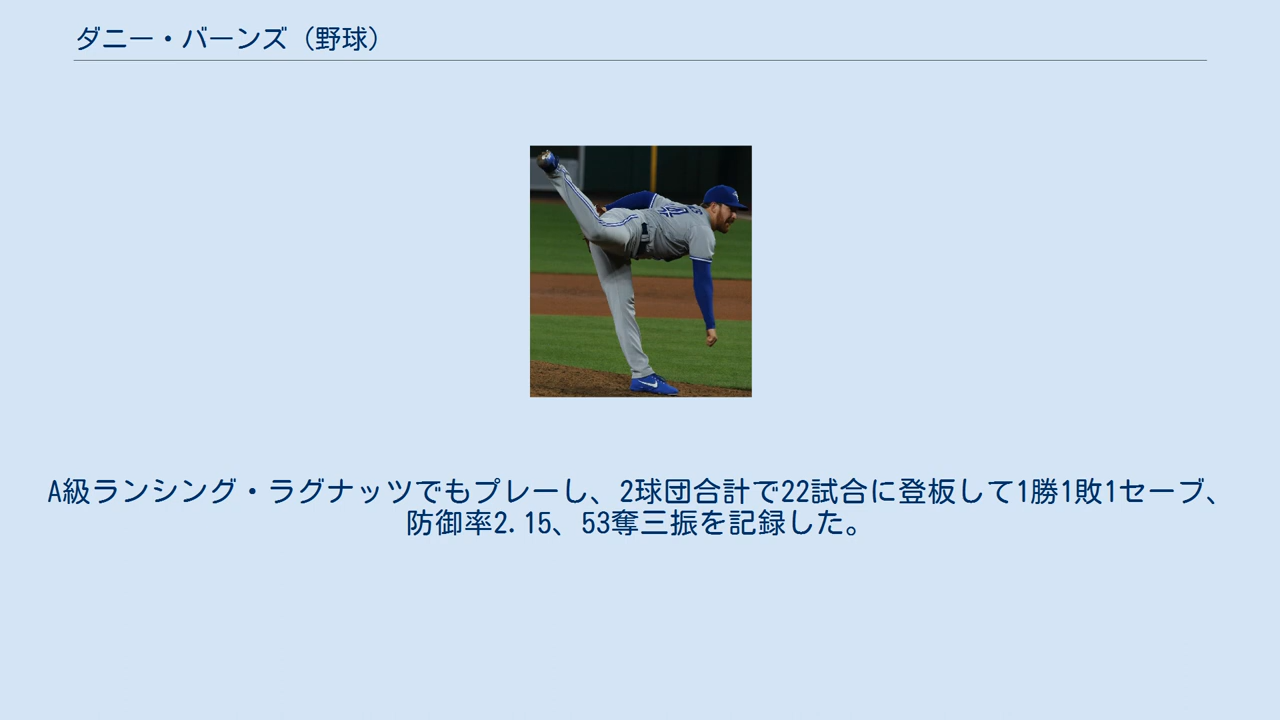 ダニー・バーンズ（野球）
A級ランシング・ラグナッツでもプレーし、2球団合計で22試合に登板して1勝1敗1セーブ、
防御率2.15、53奪三振を記録した。